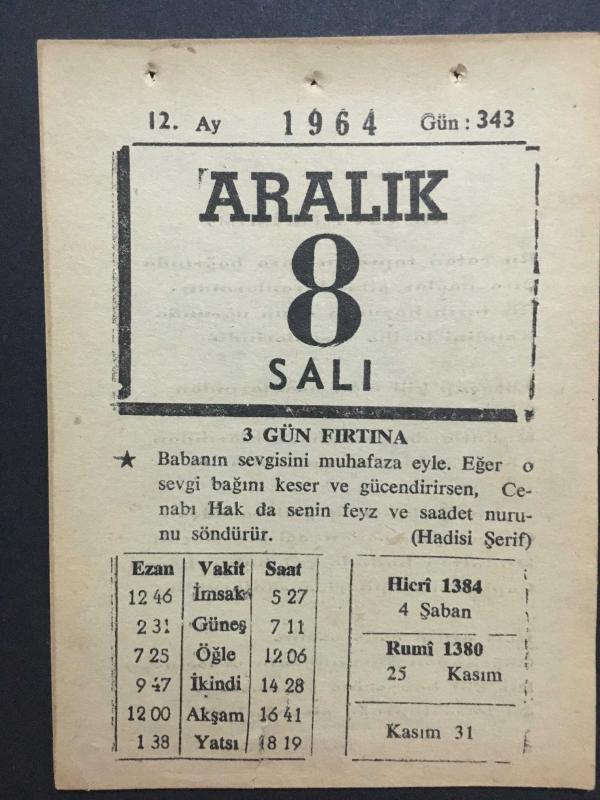 12. Ay 1964 Gün : 343
ARALIK
8
SALI
3 GÜN FIRTINA
★ Babanın sevgisini muhafaza eyle. Eğer o
sevgi bağını keser ve gücendirirsen, Ce-
nabı Hak da senin feyz ve saadet nuru-
nu söndürür. (Hadisi Şerif)
Ezan Vakit Saat
12 46 İmsak 5 27
2 31 Güneş 7 11
7 25 Öğle 12 06
9 47 İkindi 14 28
12 00 Akşam 16 41
1 38 Yatsı 18 19
Hicrî 1384
4 Şaban
Rumî 1380
25 Kasım
Kasım 31